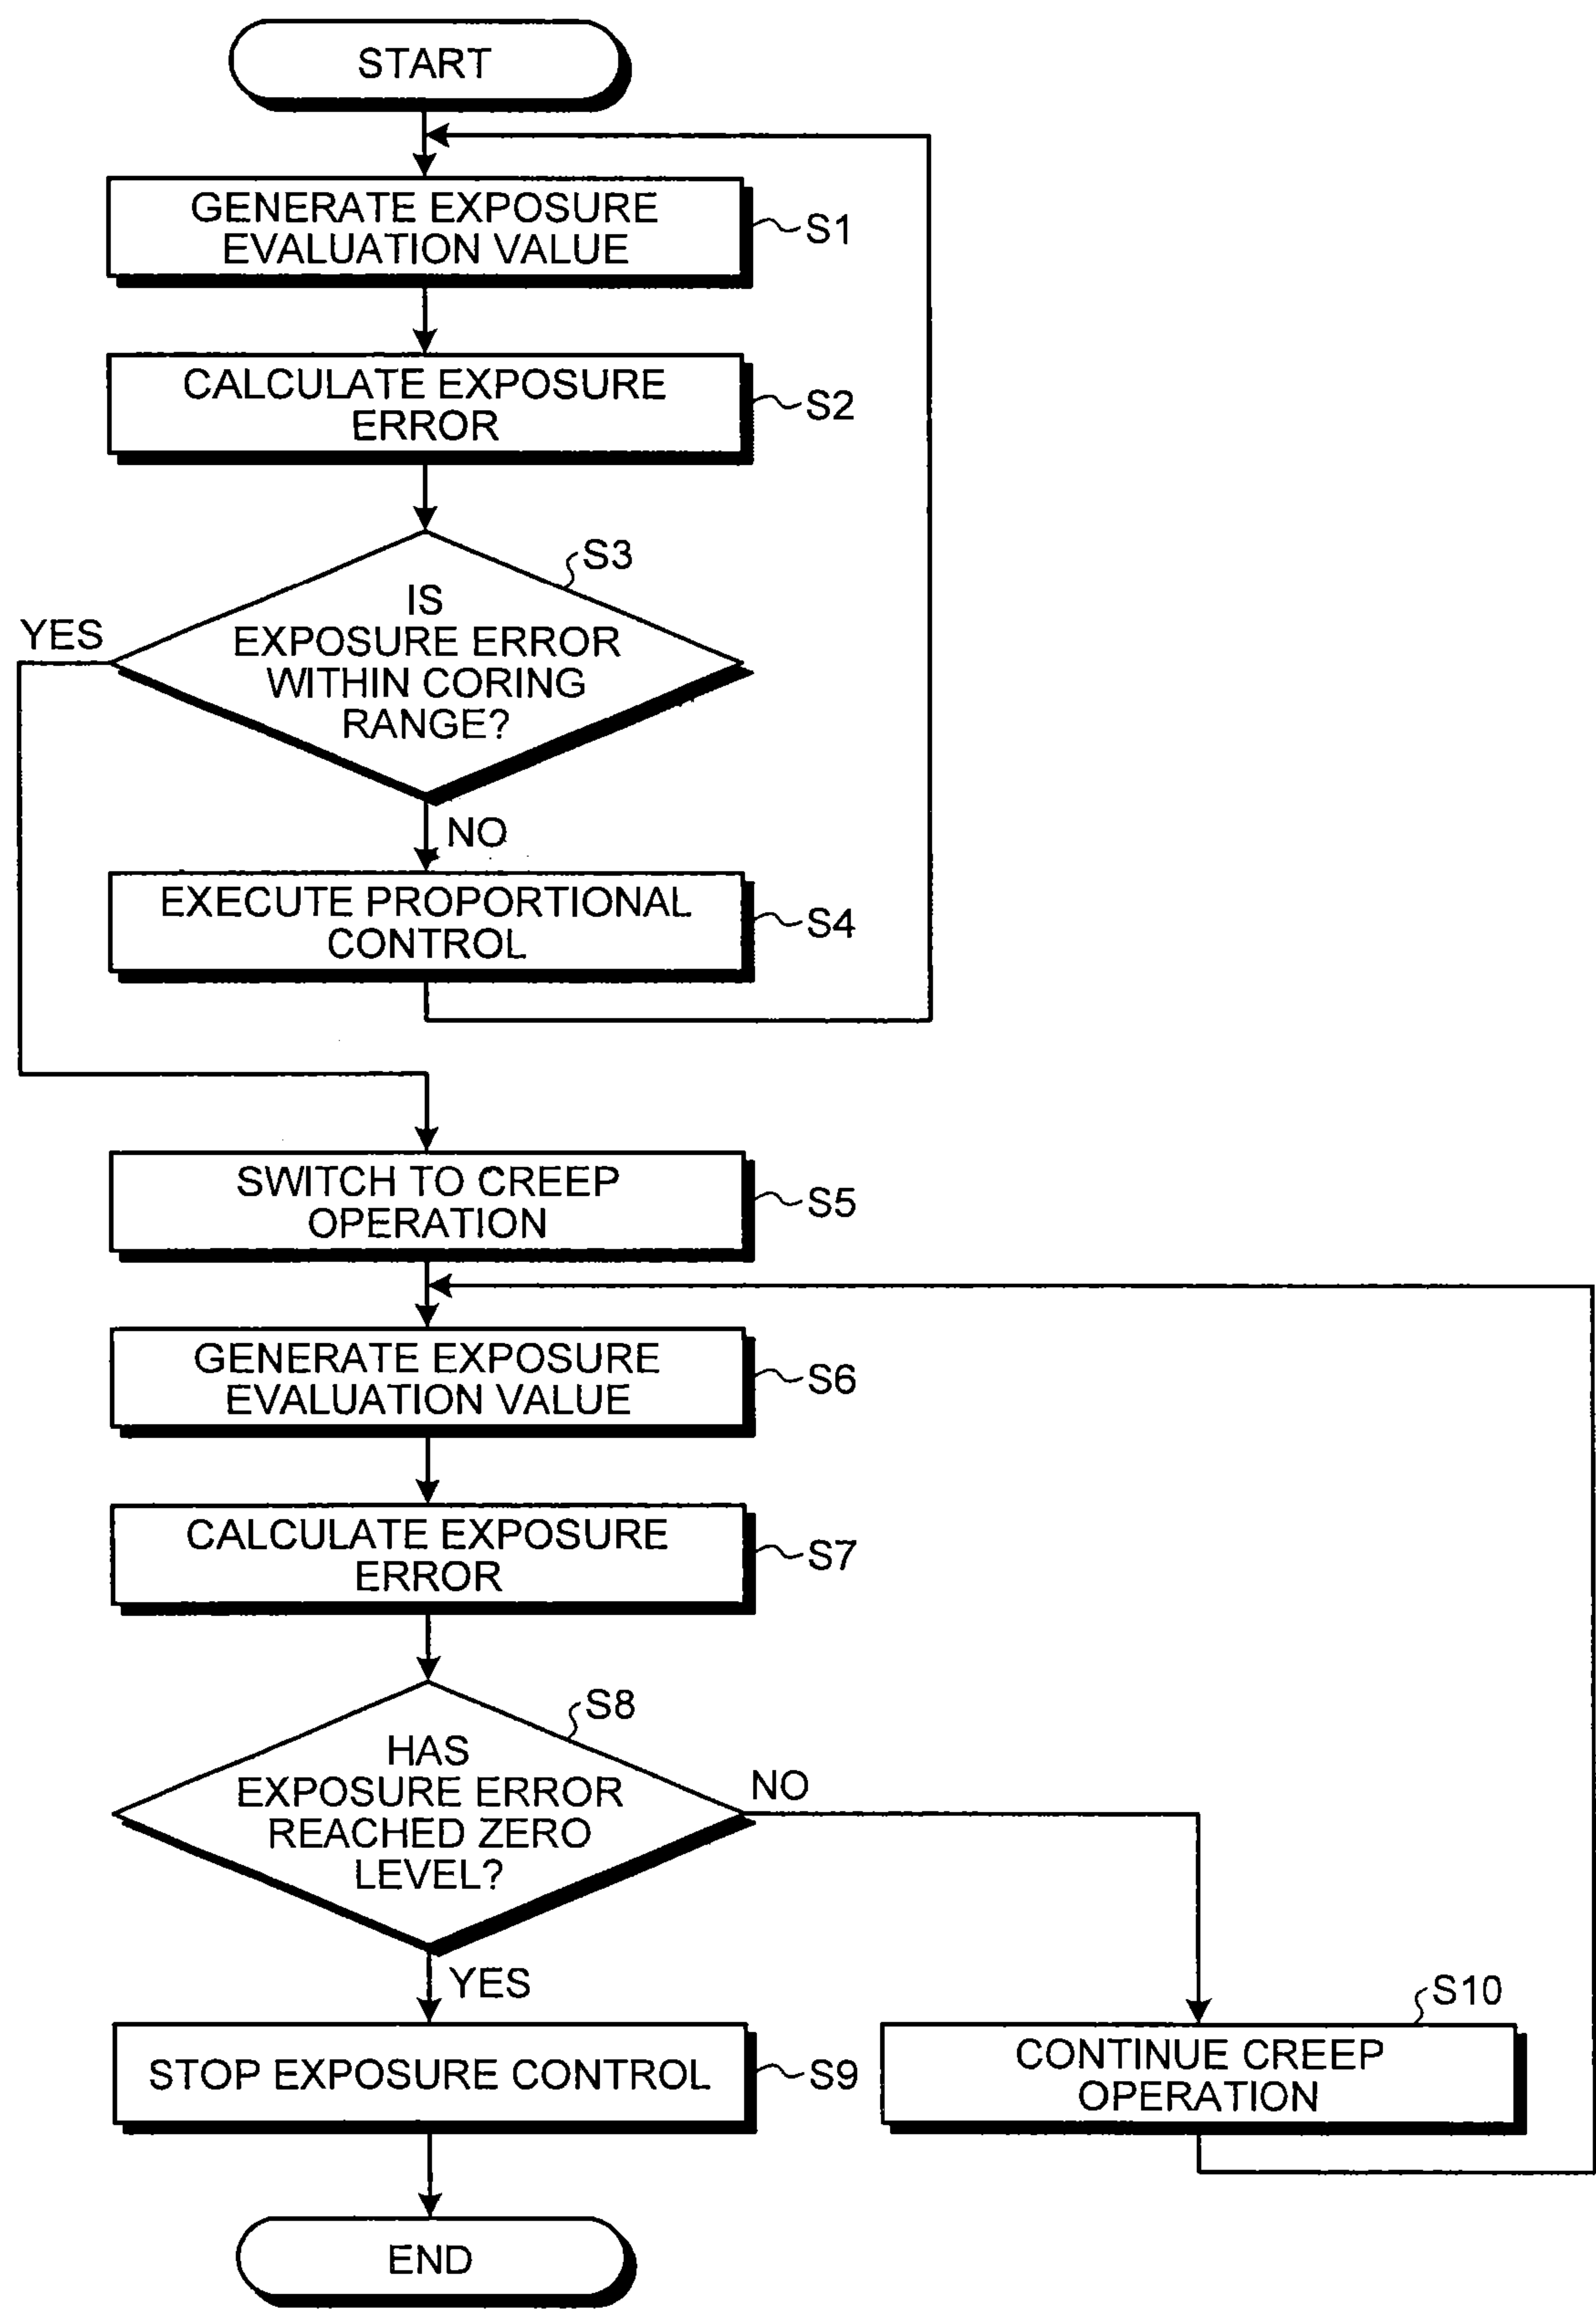 START
GENERATE EXPOSURE
EVALUATION VALUE
S1
CALCULATE EXPOSURE
ERROR
S2
S3
IS
EXPOSURE ERROR
WITHIN CORING
RANGE?
YES
NO
EXECUTE PROPORTIONAL
CONTROL
S4
SWITCH TO CREEP
OPERATION
S5
GENERATE EXPOSURE
EVALUATION VALUE
S6
CALCULATE EXPOSURE
ERROR
S7
S8
HAS
EXPOSURE ERROR
REACHED ZERO
LEVEL?
NO
YES
STOP EXPOSURE CONTROL
S9
S10
CONTINUE CREEP
OPERATION
END